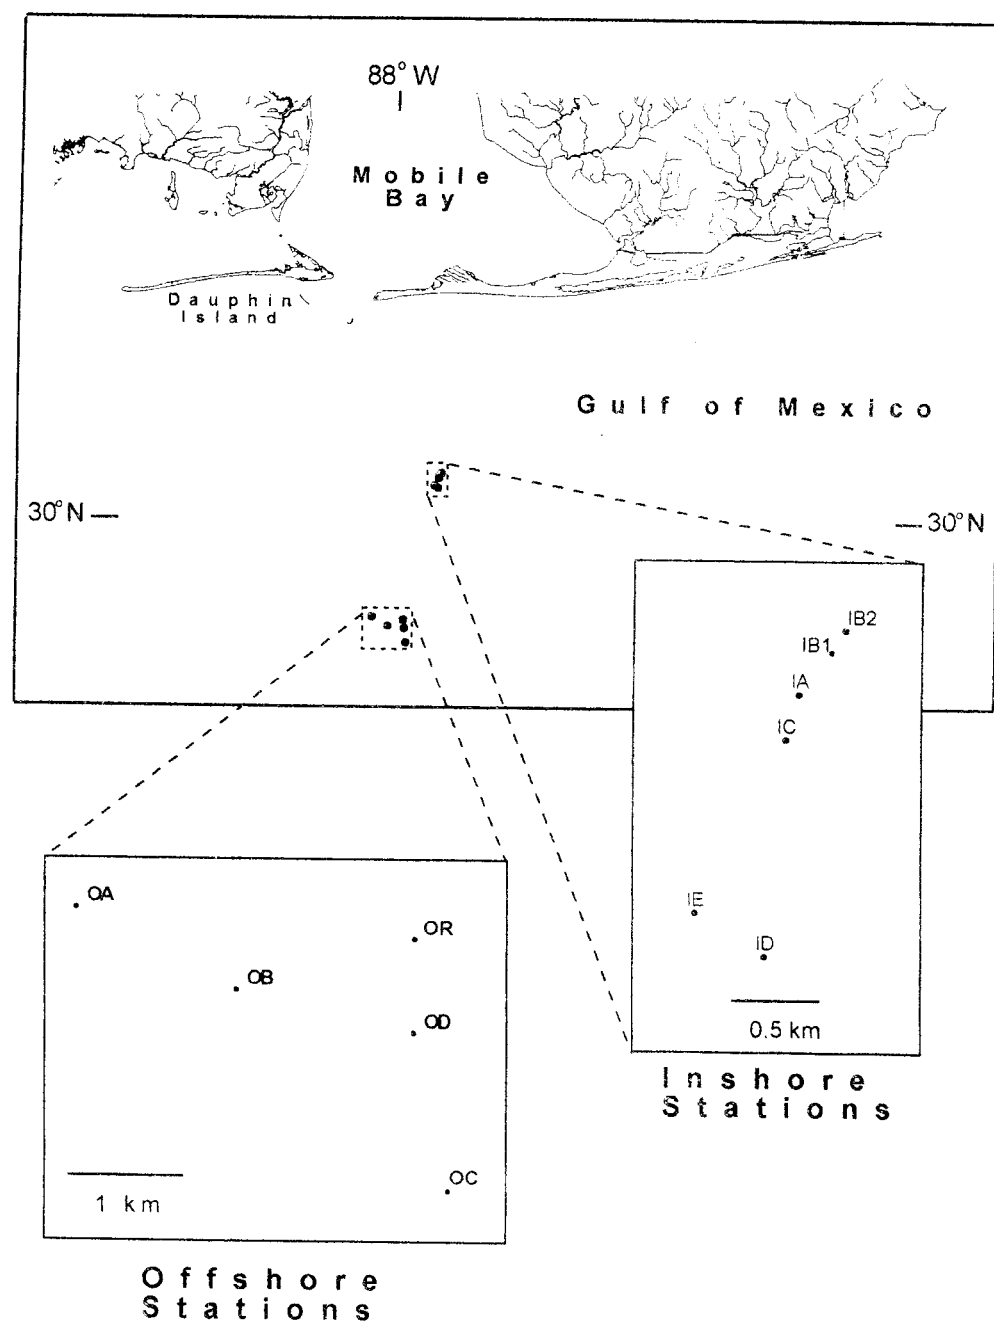 88° W
Mobile
Bay
Dauphin
Island
Gulf of Mexico
30°N
30°N
IB2
IB1
IA
IC
IE
ID
0.5 km
Inshore
Stations
OA
OR
OB
OD
OC
1 km
Offshore
Stations